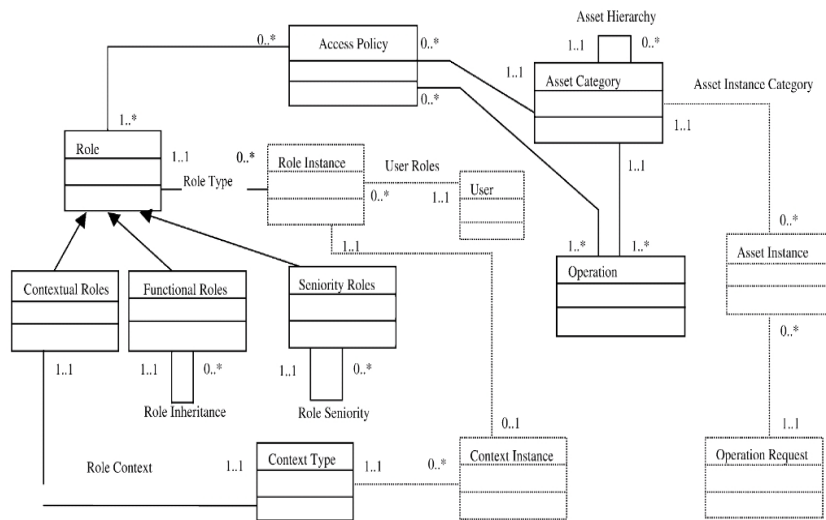 Asset Hierarchy
0..*
Access Policy
0..*
1..1
0..*
1..1
Asset Category
Asset Instance Category
0..*
1..*
1..1
Role
1..1
0..*
Role Instance
User Roles
1..1
Role Type
0..*
1..1
User
1..1
0..*
1..*
1..*
Asset Instance
Contextual Roles
Functional Roles
Seniority Roles
Operation
0..*
1..1
1..1
0..*
1..1
0..*
Role Inheritance
Role Seniority
0..1
1..1
Role Context
1..1
Context Type
1..1
0..*
Context Instance
Operation Request